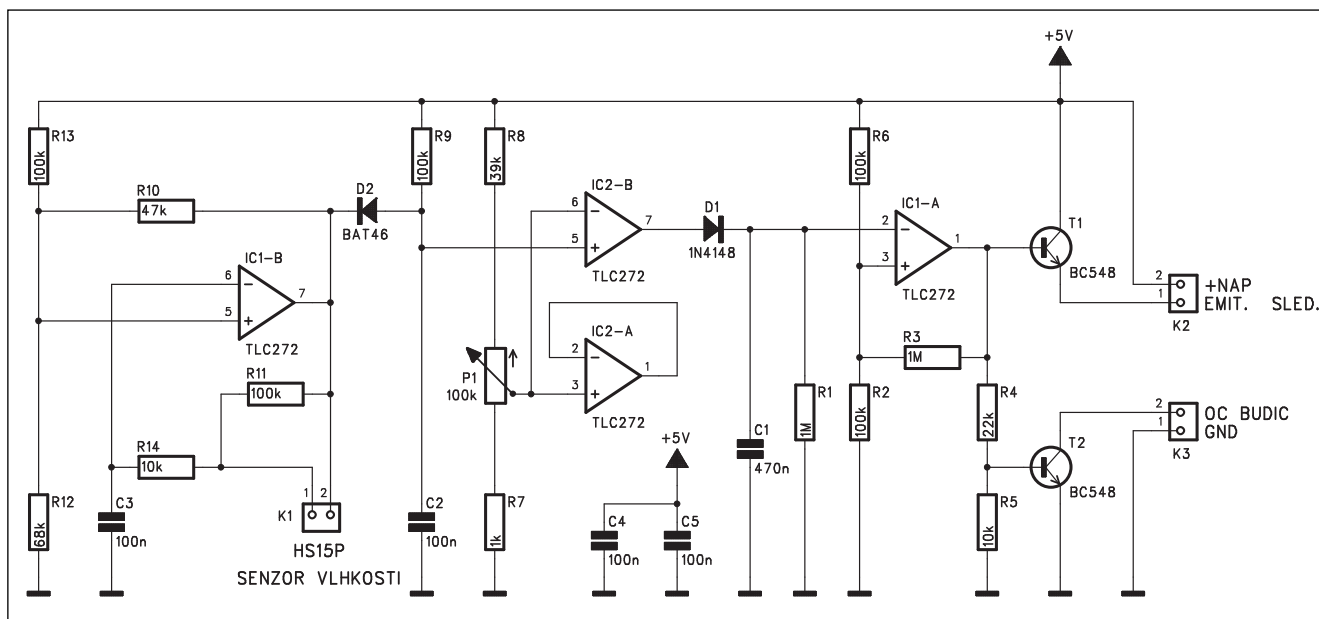 +5V
R13
100k
R9
100k
R8
39k
R6
100k
R10
47k
D2
BAT46
IC2-B
6
5
7
TLC272
D1
1N4148
IC1-A
2
3
1
TLC272
T1
BC548
2
1
+NAP
EMIT. SLED.
K2
IC1-B
6
5
7
TLC272
IC2-A
2
3
1
TLC272
P1
100k
R3
1M
R11
100k
R14
10k
R1
1M
R2
100k
R4
22k
2
1
OC BUDIC
GND
K3
T2
BC548
C1
470n
+5V
R12
68k
C3
100n
1 2
K1
HS15P
SENZOR VLHKOSTI
C2
100n
R7
1k
C4
100n
C5
100n
R5
10k